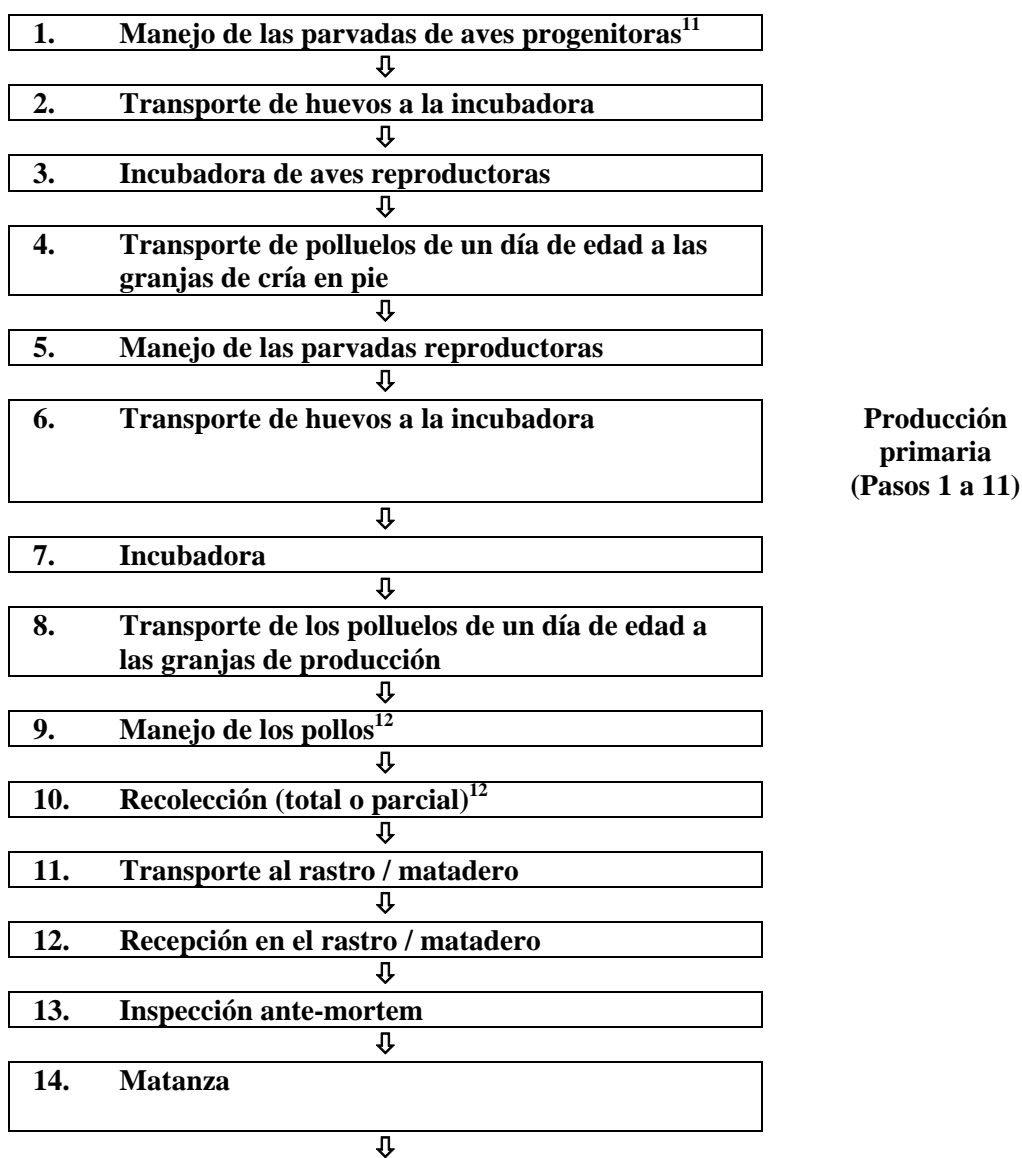 1. Manejo de las parvadas de aves progenitoras11
⇩
2. Transporte de huevos a la incubadora
⇩
3. Incubadora de aves reproductoras
⇩
4. Transporte de polluelos de un día de edad a las
granjas de cría en pie
⇩
5. Manejo de las parvadas reproductoras
⇩
6. Transporte de huevos a la incubadora
Producción
primaria
(Pasos 1 a 11)
⇩
7. Incubadora
⇩
8. Transporte de los polluelos de un día de edad a
las granjas de producción
⇩
9. Manejo de los pollos12
⇩
10. Recolección (total o parcial)12
⇩
11. Transporte al rastro / matadero
⇩
12. Recepción en el rastro / matadero
⇩
13. Inspección ante-mortem
⇩
14. Matanza
⇩